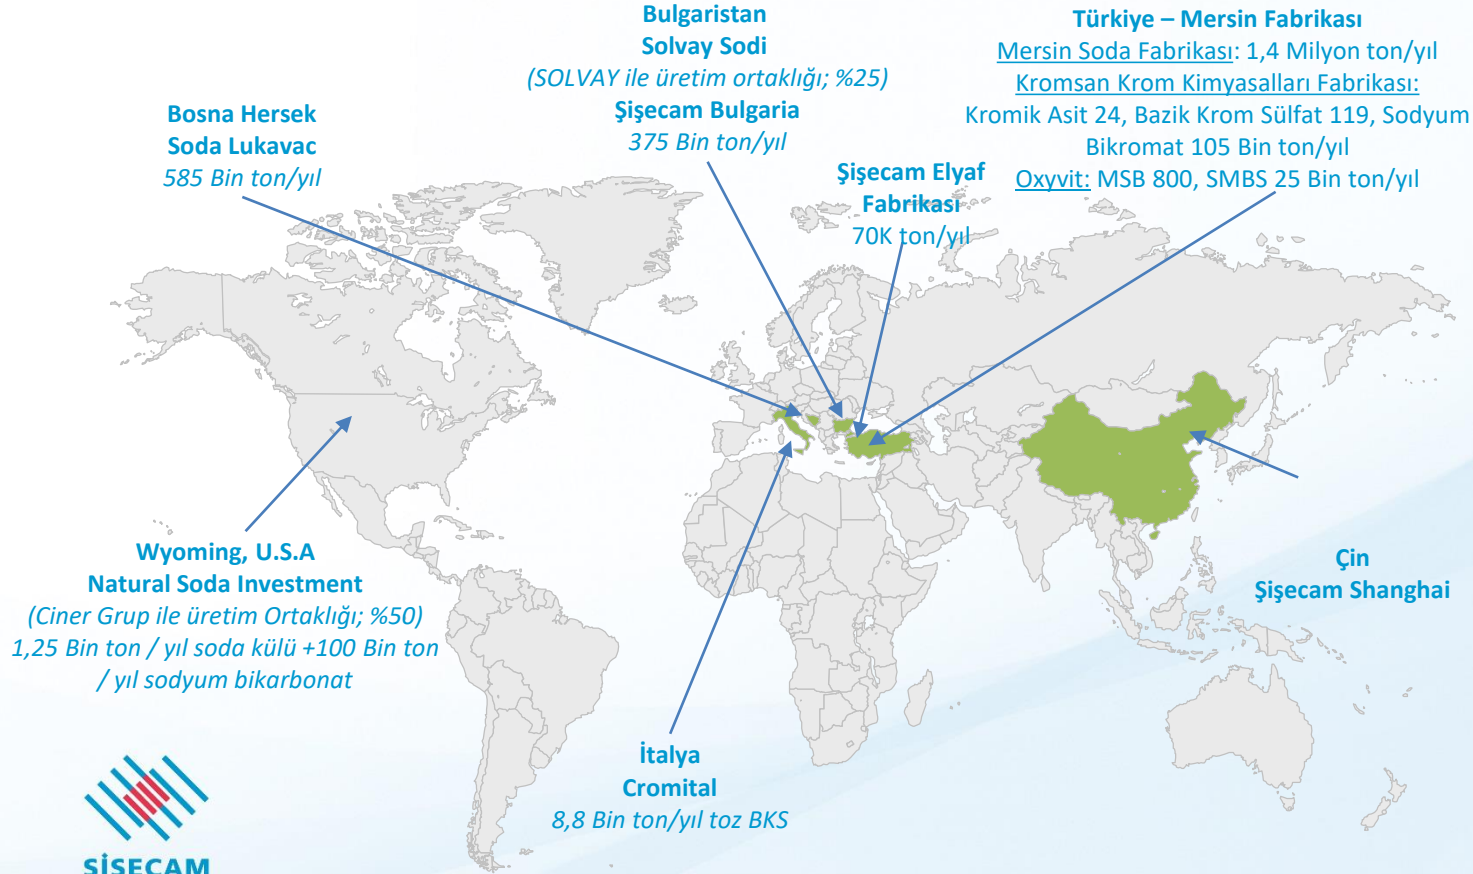 Bulgaristan
Solvay Sodi
(SOLVAY ile üretim ortaklığı; %25)
Şişecam Bulgaria
375 Bin ton/yıl
Türkiye – Mersin Fabrikası
Mersin Soda Fabrikası: 1,4 Milyon ton/yıl
Kromsan Krom Kimyasalları Fabrikası:
Kromik Asit 24, Bazik Krom Sülfat 119, Sodyum
Bikromat 105 Bin ton/yıl
Oxyvit: MSB 800, SMBS 25 Bin ton/yıl
Bosna Hersek
Soda Lukavac
585 Bin ton/yıl
Şişecam Elyaf
Fabrikası
70K ton/yıl
Wyoming, U.S.A
Natural Soda Investment
(Ciner Grup ile üretim Ortaklığı; %50)
1,25 Bin ton / yıl soda külü +100 Bin ton
/ yıl sodyum bikarbonat
Çin
Şişecam Shanghai
İtalya
Cromital
8,8 Bin ton/yıl toz BKS
ŞİŞECAM